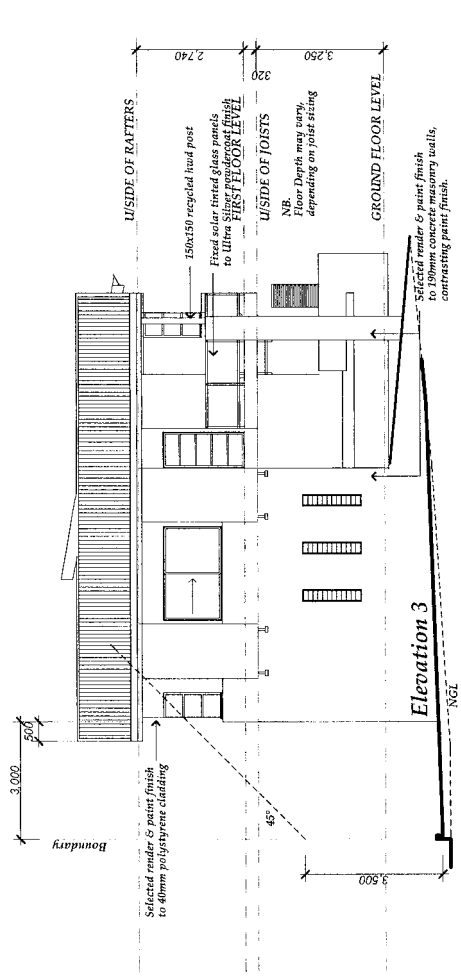 3,000
500
Boundary
Selected render & paint finish
to 40mm polystyrene cladding
45°
3,500
Elevation 3
NGL
U/SIDE OF RAFTERS
2,740
150x150 recycled hwd post
Fixed solar tinted glass panels
to Ultra Silver powdercoat finish
FIRST FLOOR LEVEL
320
U/SIDE OF JOISTS
NB.
Floor Depth may vary,
depending on joist sizing
3,250
GROUND FLOOR LEVEL
Selected render & paint finish
to 190mm concrete masonry walls,
contrasting paint finish.